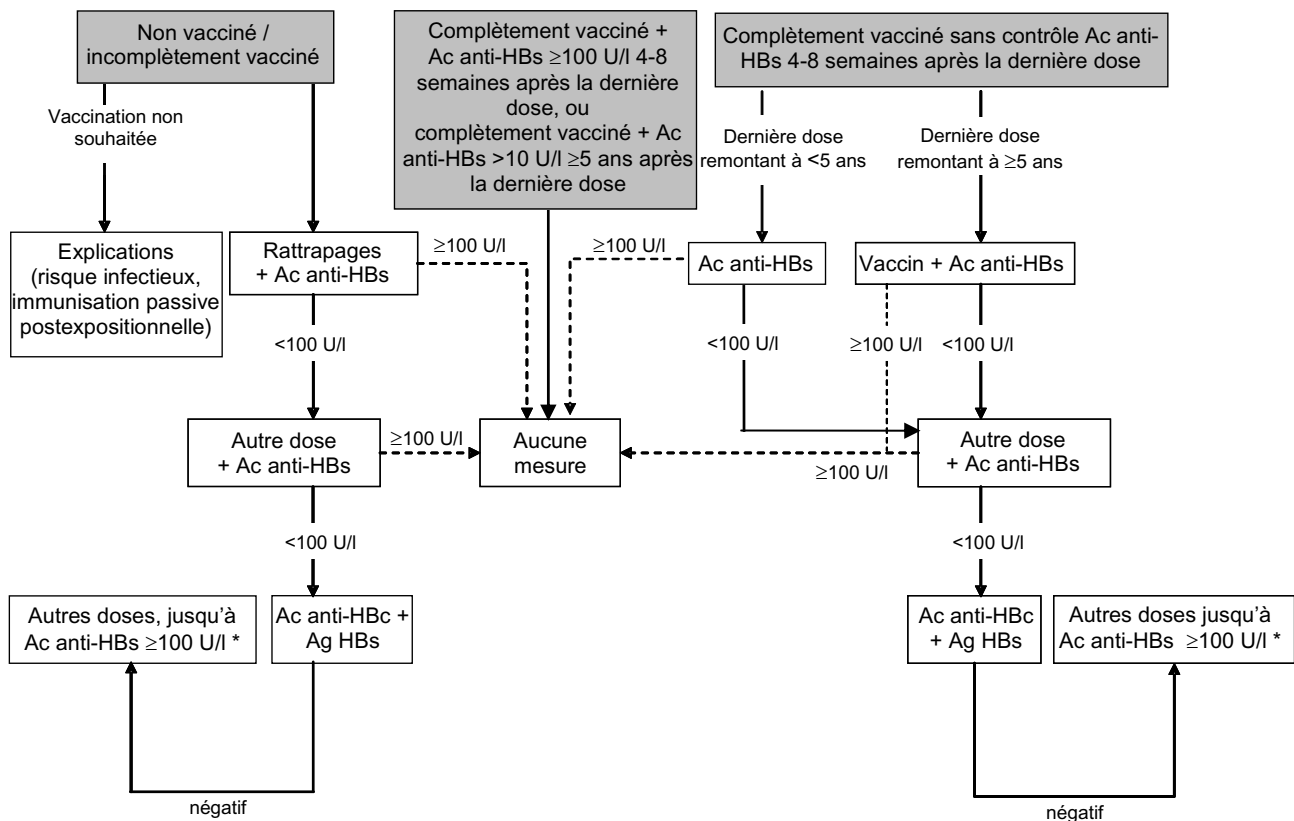 Non vacciné /
incomplètement vacciné
Complètement vacciné +
Ac anti-HBs ≥100 U/l 4-8
semaines après la dernière
dose, ou
complètement vacciné + Ac
anti-HBs >10 U/l ≥5 ans après
la dernière dose
Complètement vacciné sans contrôle Ac anti-
HBs 4-8 semaines après la dernière dose
Vaccination non
souhaitée
Dernière dose
remontant à <5 ans
Dernière dose
remontant à ≥5 ans
Explications
(risque infectieux,
immunisation passive
postexpositionnelle)
Rattrapages
+ Ac anti-HBs
≥100 U/l
≥100 U/l
Ac anti-HBs
Vaccin + Ac anti-HBs
<100 U/l
<100 U/l
≥100 U/l
<100 U/l
Autre dose
+ Ac anti-HBs
≥100 U/l
Aucune
mesure
≥100 U/l
Autre dose
+ Ac anti-HBs
<100 U/l
<100 U/l
Autres doses, jusqu'à
Ac anti-HBs ≥100 U/l *
Ac anti-HBc +
Ag HBs
Ac anti-HBc
+ Ag HBs
Autres doses jusqu'à
Ac anti-HBs ≥100 U/l *
négatif
négatif